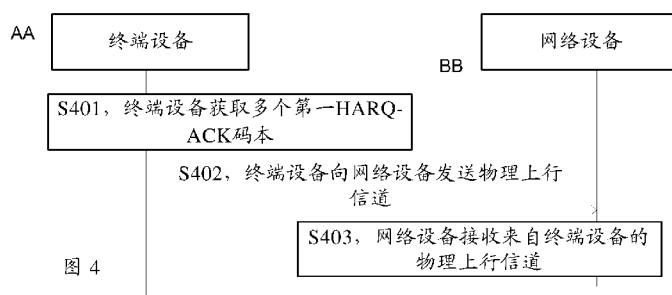 AA
终端设备
网络设备
BB
S401，终端设备获取多个第一HARQ-
ACK码本
S402，终端设备向网络设备发送物理上行
信道
S403，网络设备接收来自终端设备的
物理上行信道
图 4